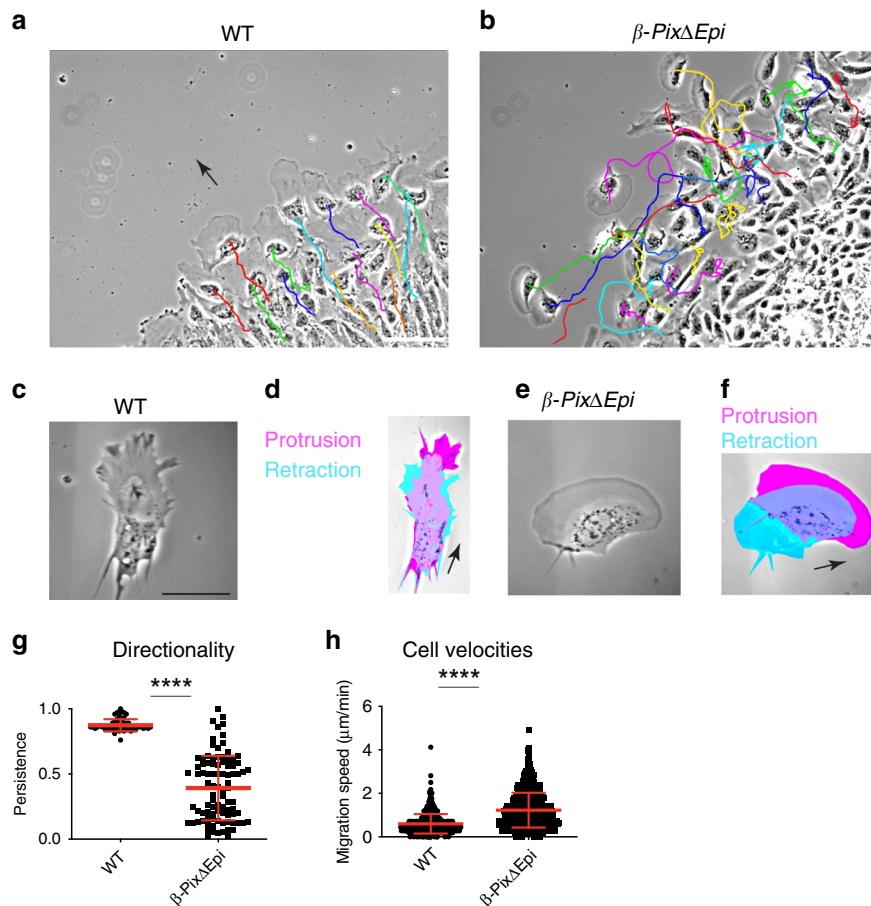 a
WT
b
β-PixΔEpi
c
WT
d
Protrusion
Retraction
e
β-PixΔEpi
f
Protrusion
Retraction
g
Directionality
****
Persistence
1.0
0.5
0.0
WT
β-PixΔEpi
h
Cell velocities
****
Migration speed (μm/min)
6
4
2
0
WT
β-PixΔEpi